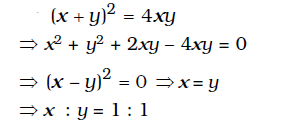 (x + y)² = 4xy
⇒ x² + y² + 2xy – 4xy = 0
⇒ (x – y)² = 0 ⇒ x = y
⇒ x : y = 1 : 1